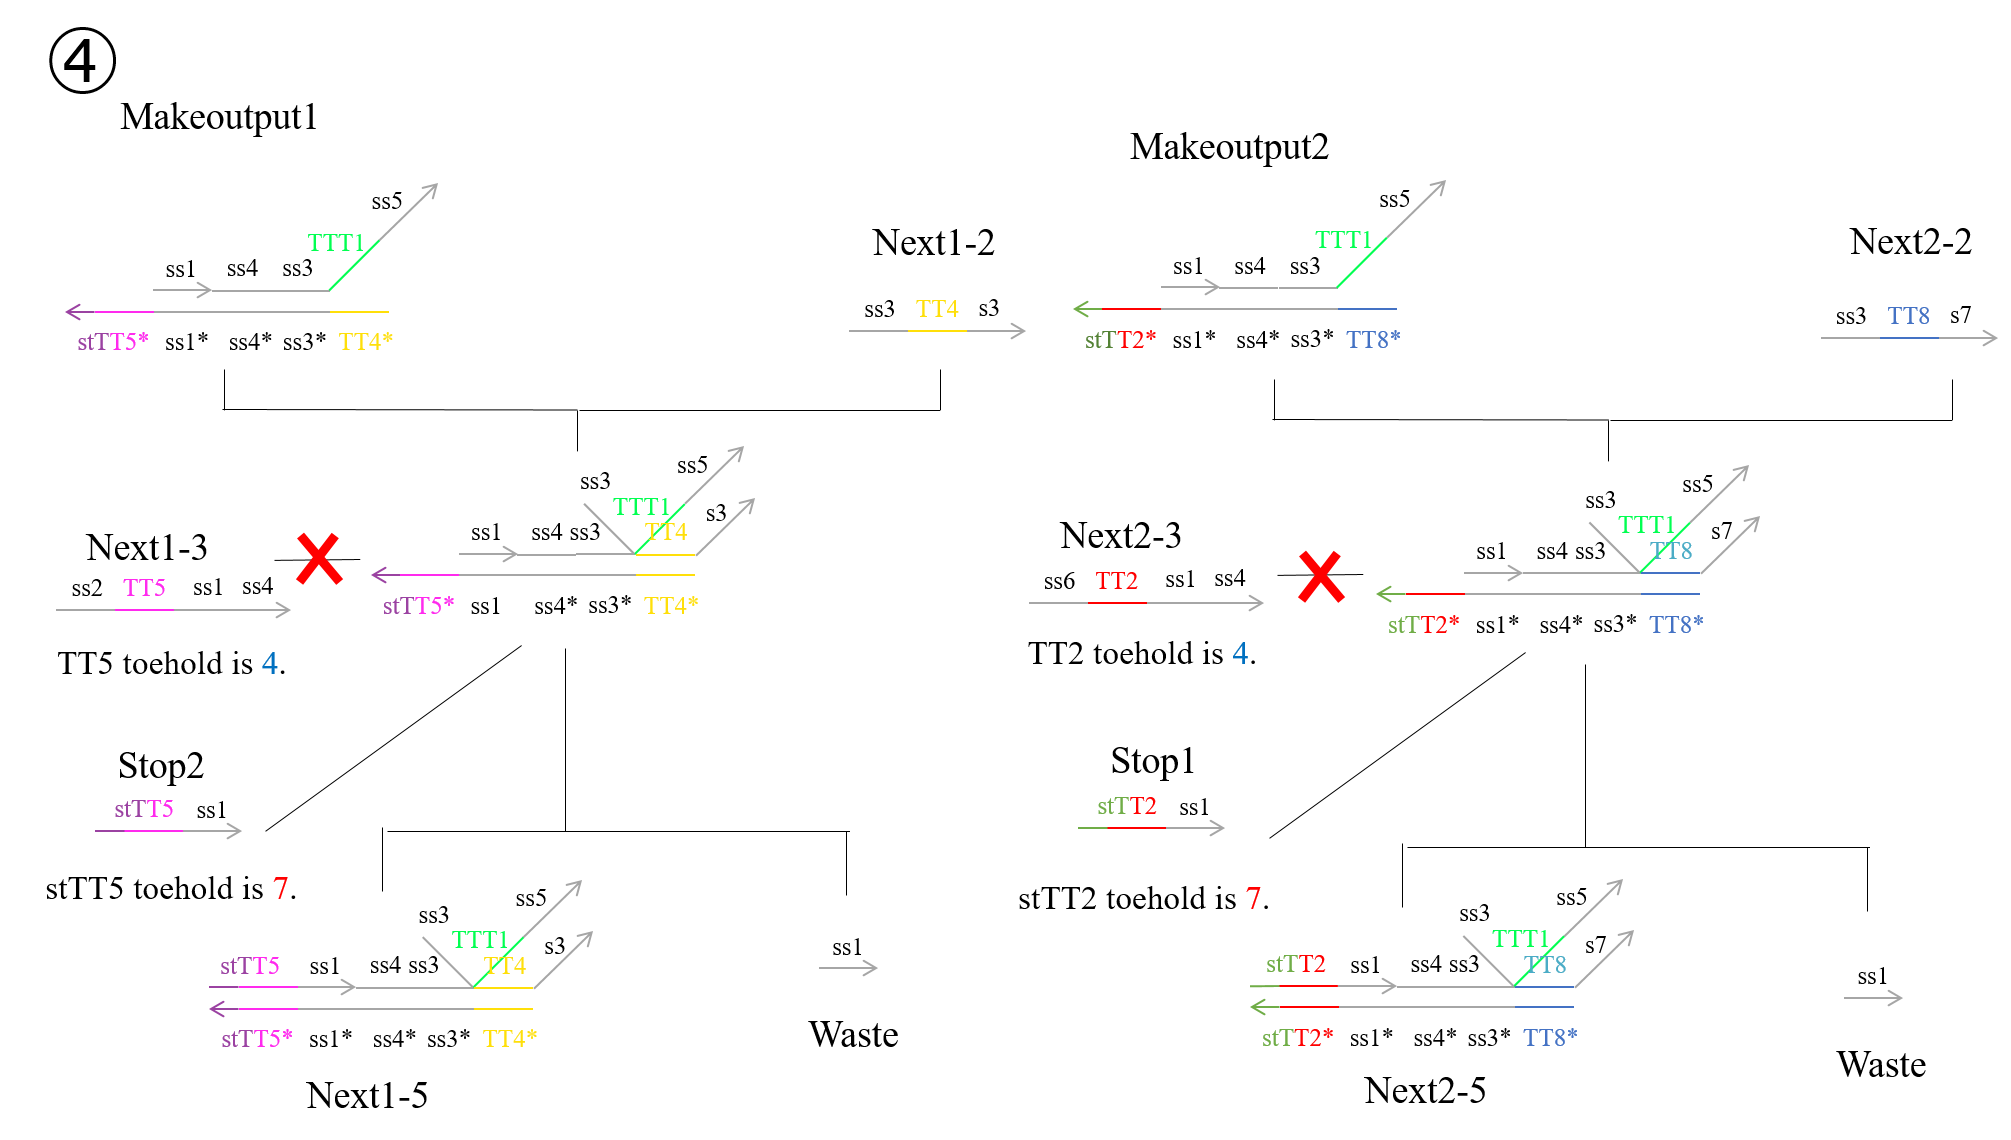 ④
Makeoutput1
ss5
TTT1
ss1 ss4 ss3
stTT5* ss1* ss4* ss3* TT4*
Next1-2
ss3 TT4 s3
Makeoutput2
ss5
TTT1
ss1 ss4 ss3
stTT2* ss1* ss4* ss3* TT8*
Next2-2
ss3 TT8 s7
Next1-3
ss2 TT5 ss1 ss4
TT5 toehold is 4.
ss5
ss3
TTT1
s3
ss1 ss4 ss3 TT4
stTT5* ss1 ss4* ss3* TT4*
Next2-3
ss6 TT2 ss1 ss4
TT2 toehold is 4.
ss5
ss3
TTT1
s7
ss1 ss4 ss3 TT8
stTT2* ss1* ss4* ss3* TT8*
Stop2
stTT5 ss1
stTT5 toehold is 7.
ss5
ss3
TTT1
s3
stTT5 ss1 ss4 ss3 TT4
stTT5* ss1* ss4* ss3* TT4*
Next1-5
ss1
Waste
Stop1
stTT2 ss1
stTT2 toehold is 7.
ss5
ss3
TTT1
s7
stTT2 ss1 ss4 ss3 TT8
stTT2* ss1* ss4* ss3* TT8*
Next2-5
ss1
Waste